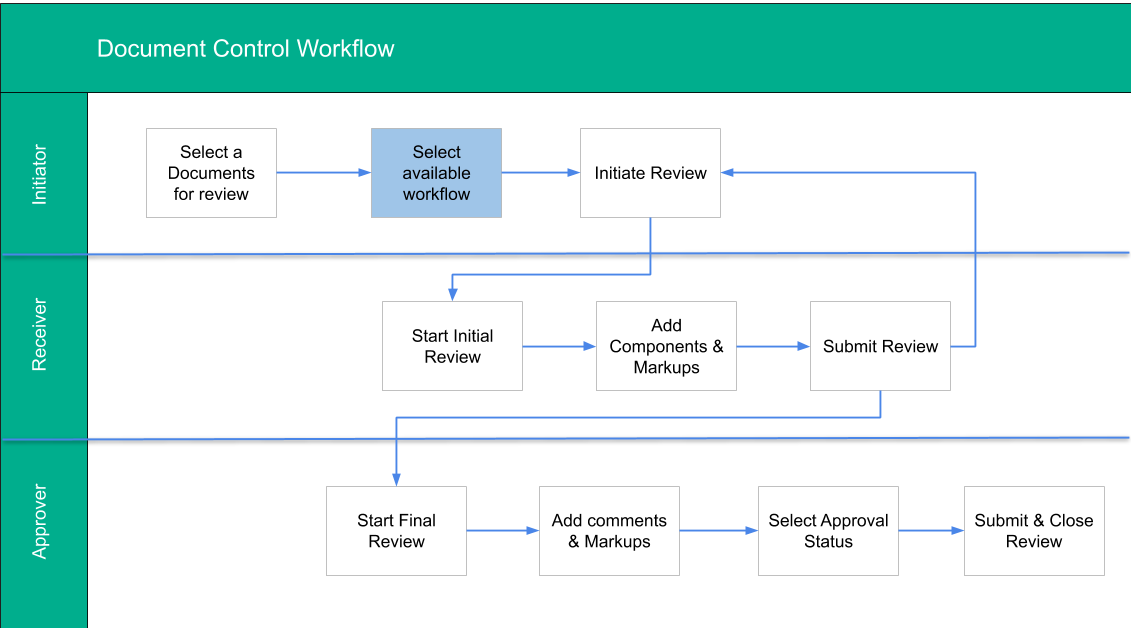 Document Control Workflow
Initiator
Select a
Documents
for review
Select
available
workflow
Initiate Review
Receiver
Start Initial
Review
Add
Components &
Markups
Submit Review
Approver
Start Final
Review
Add comments
& Markups
Select Approval
Status
Submit & Close
Review